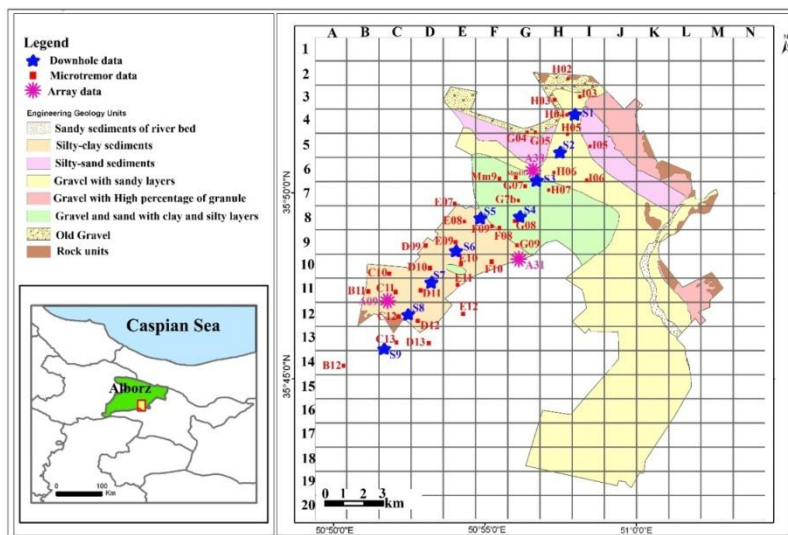 Legend
Downhole data
Microtremor data
Array data
Engineering Geology Units
Sandy sediments of river bed
Silty-clay sediments
Silty-sand sediments
Gravel with sandy layers
Gravel with High percentage of granule
Gravel and sand with clay and silty layers
Old Gravel
Rock units
Caspian Sea
Alborz
0 100
Km
A B C D E F G H I J K L M N
1
2
3
4
5
6
7
8
9
10
11
12
13
14
15
16
17
18
19
20
H02
H03 I03
H04 S1
G04 G05 H05
S2 I05
A33
Mm9 H06
G07 S3 I06
H07
G7b
E07
S5 S4
E08 F09 F08 G08
D09 E09 S6 G09
E10 F10 A31
C10 D10
B11 C11 S7 D11 E11
A09
C12 S8 D12 E12
C13 D13
S9
B12
35°50'0"N
35°45'0"N
0 1 2 3
km
50°50'0"E 50°55'0"E 51°0'0"E